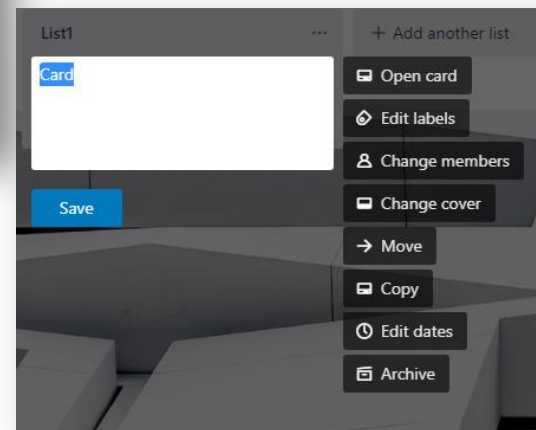 List1 ...
+ Add another list
Card
Save
Open card
Edit labels
Change members
Change cover
Move
Copy
Edit dates
Archive